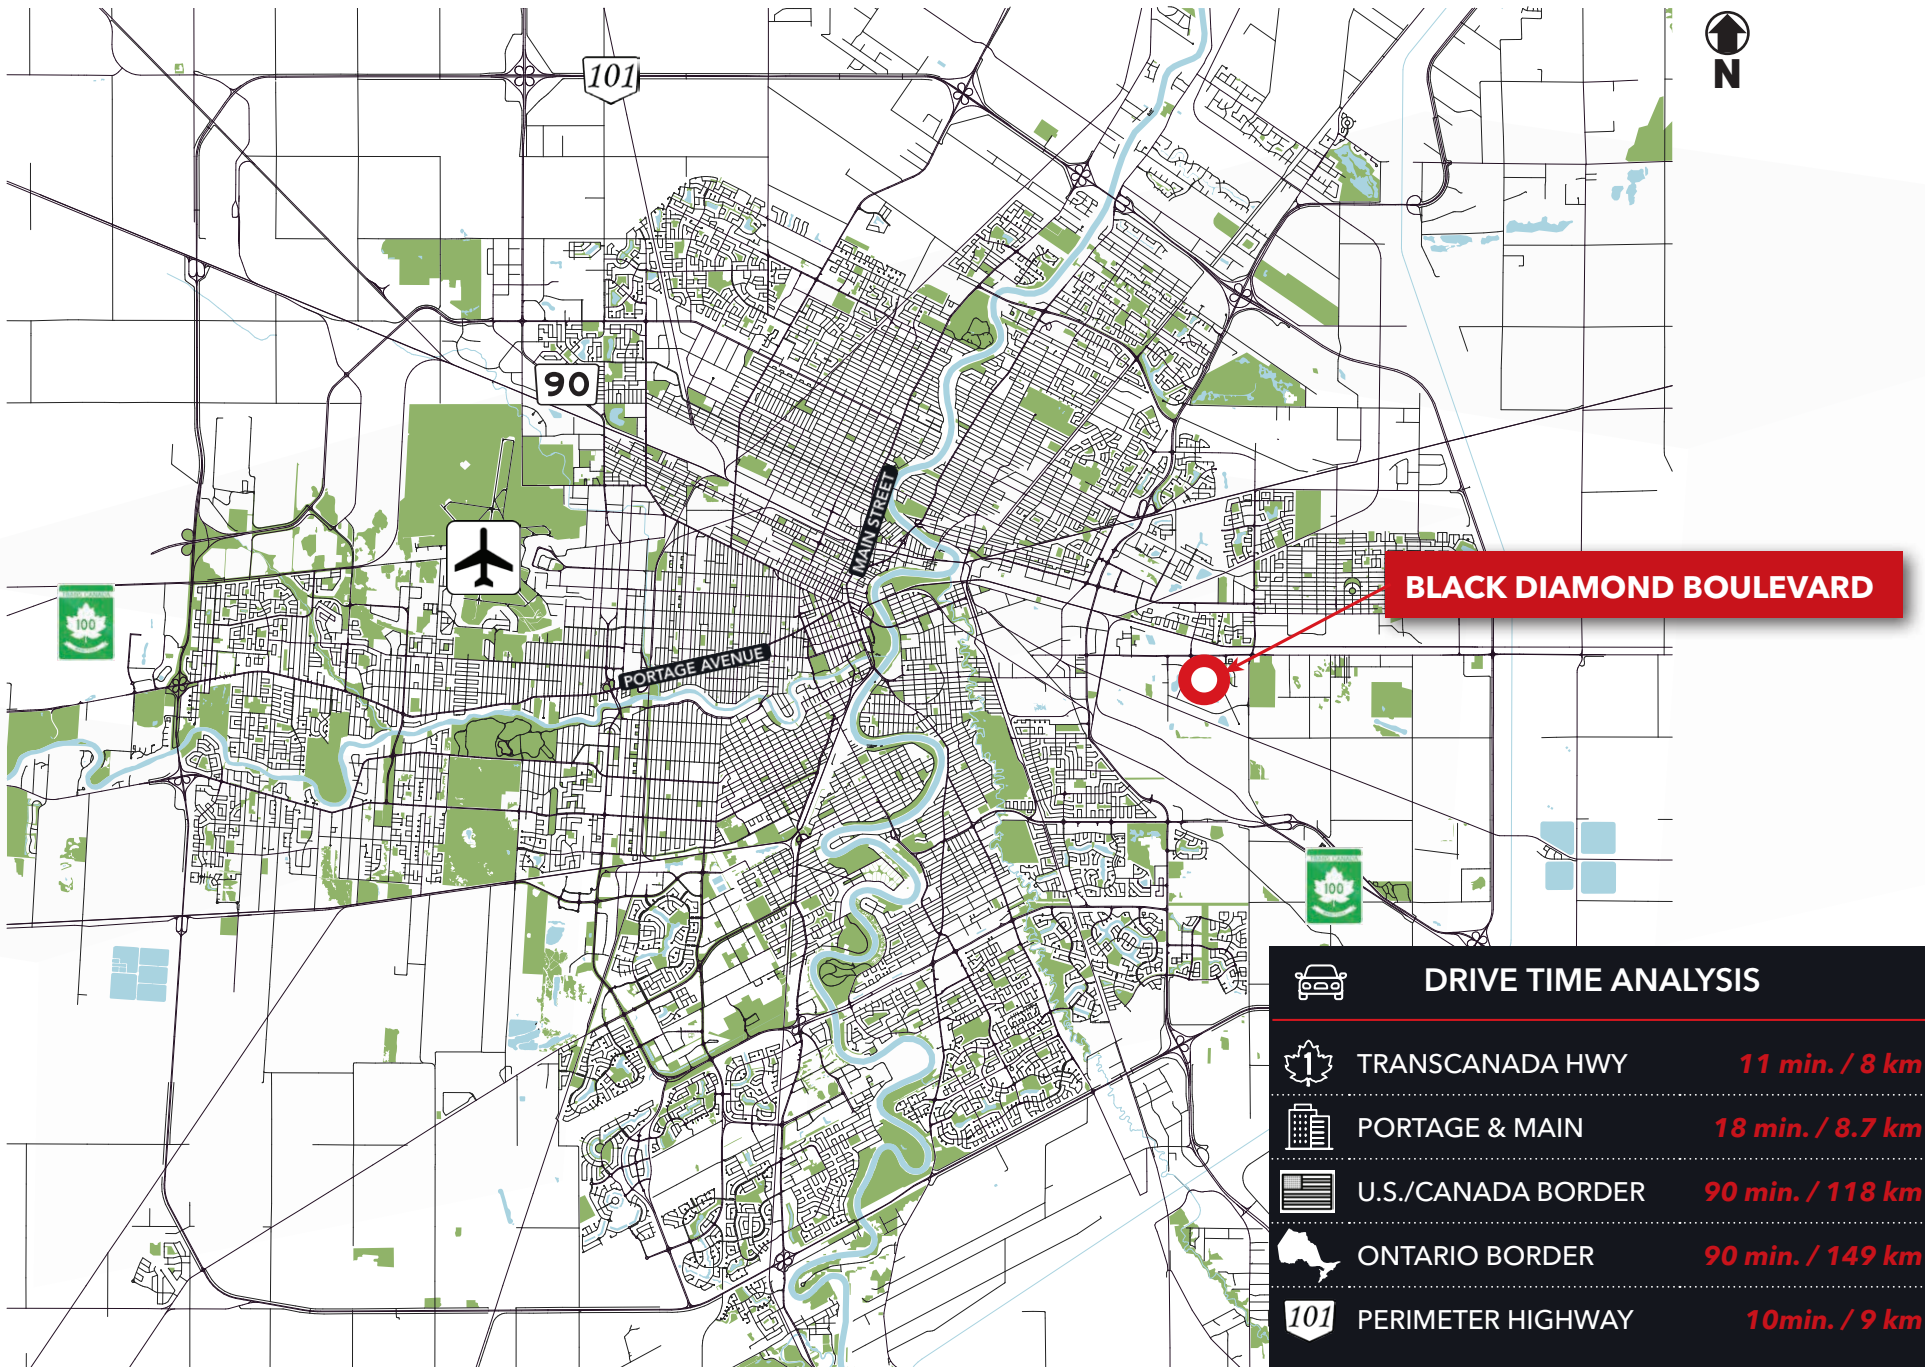 N
101
90
MAIN STREET
100
BLACK DIAMOND BOULEVARD
PORTAGE AVENUE
100
DRIVE TIME ANALYSIS
1 TRANSCANADA HWY 11 min. / 8 km
PORTAGE & MAIN 18 min. / 8.7 km
U.S./CANADA BORDER 90 min. / 118 km
ONTARIO BORDER 90 min. / 149 km
101 PERIMETER HIGHWAY 10min. / 9 km